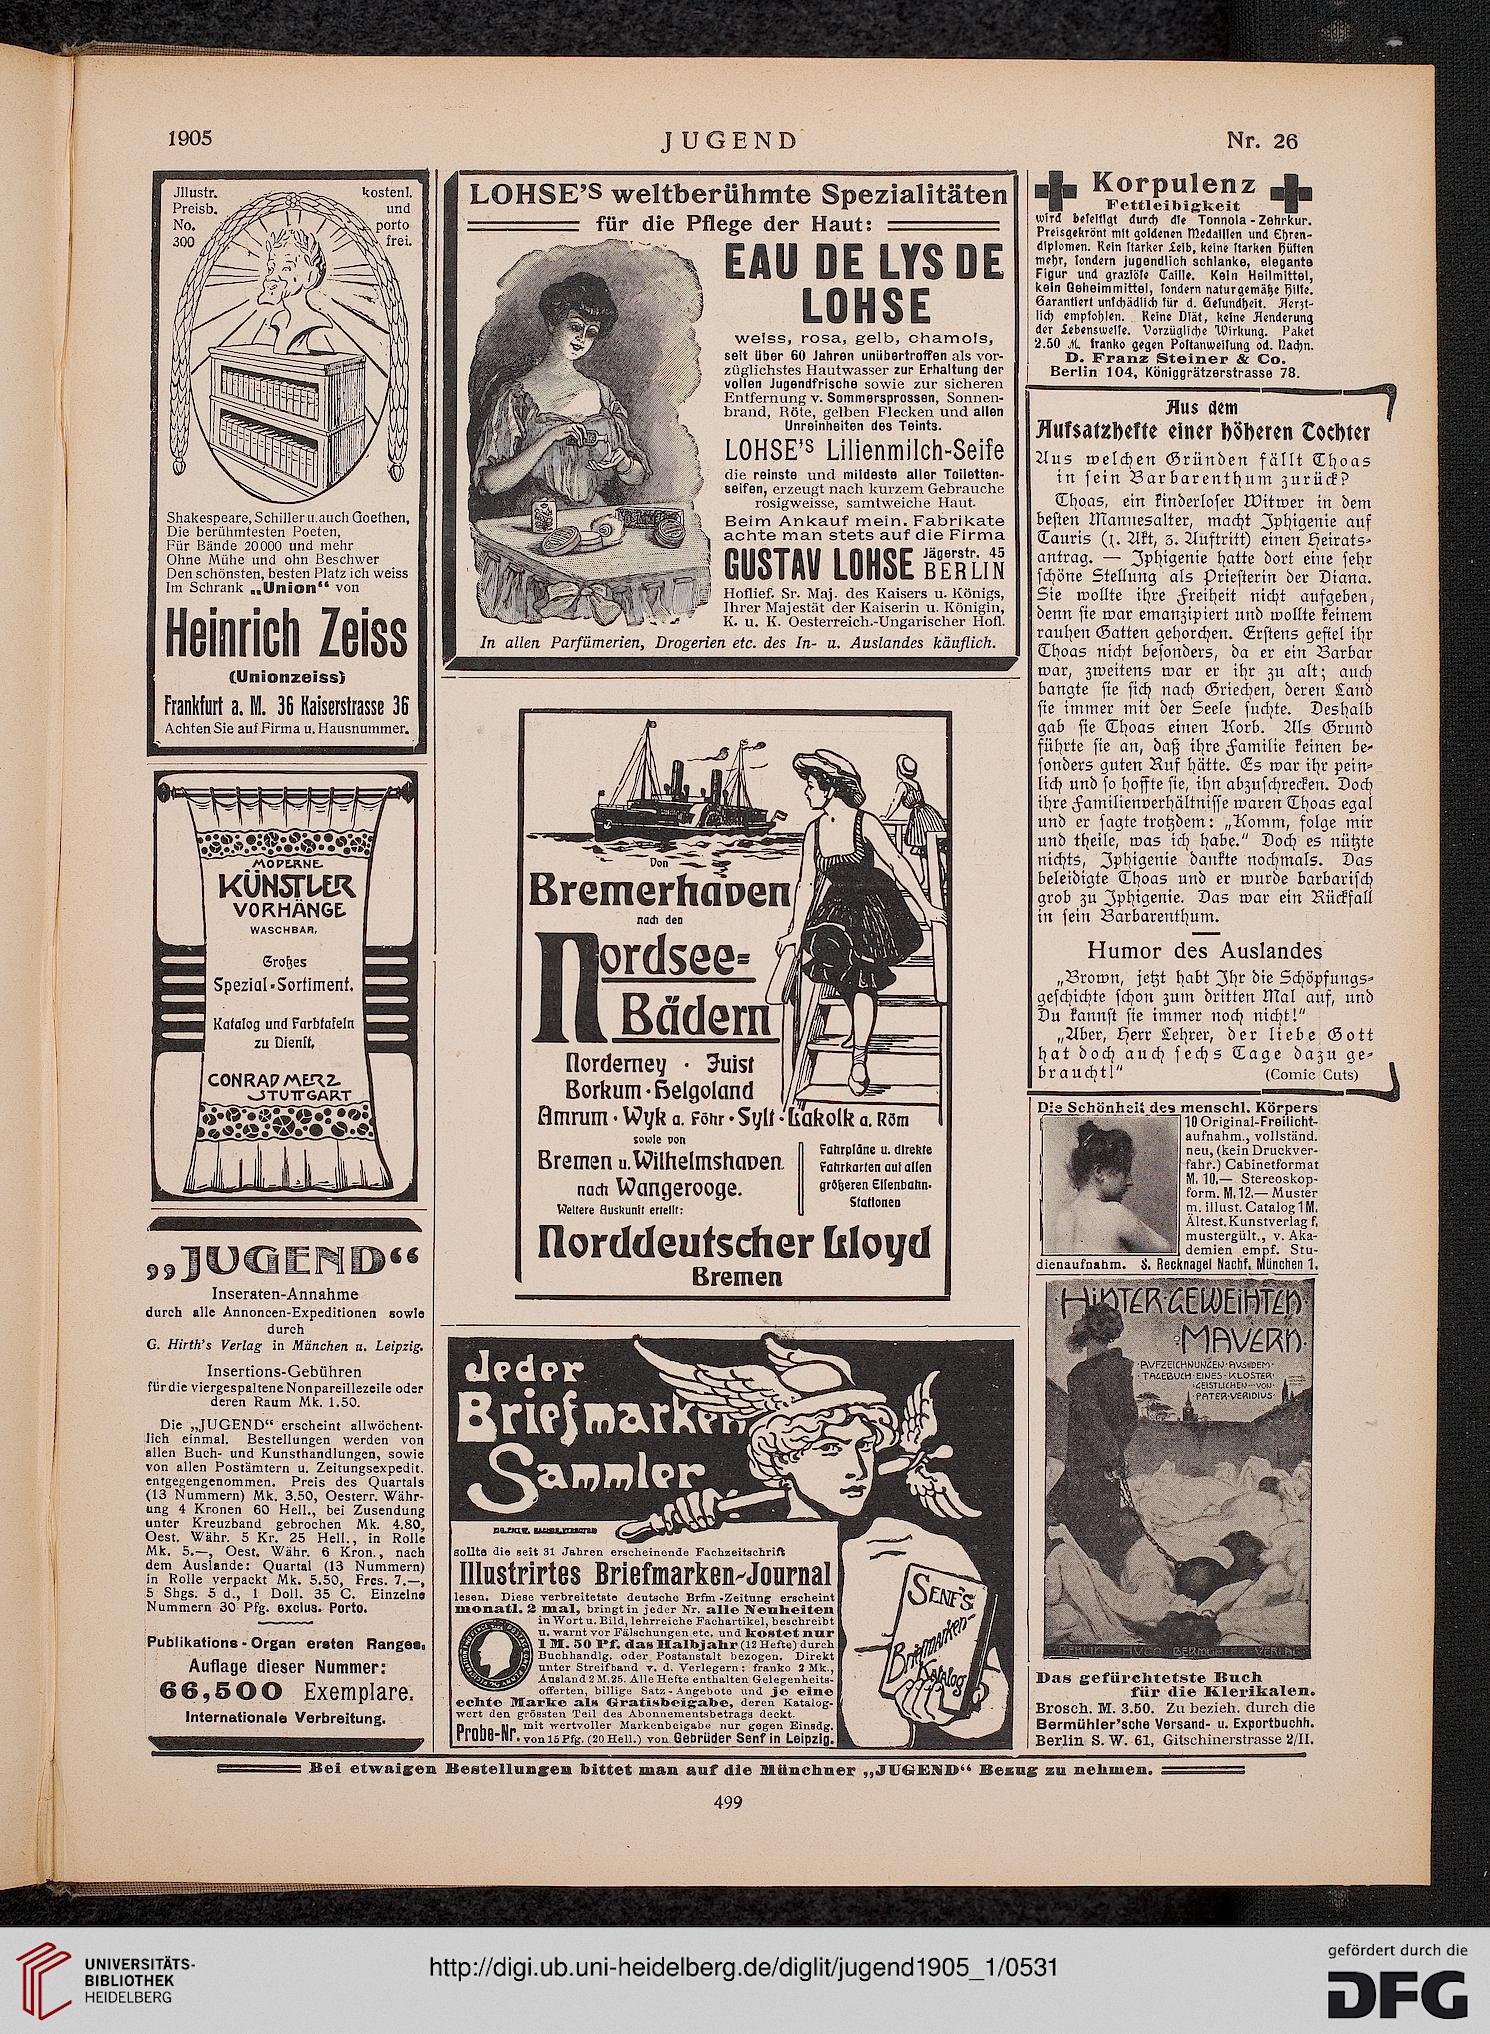 1905
JUGEND
Nr. 26
Jllustr.
Preisb.
No.
300
kostenl.
und
porto
frei.
Shakespeare, Schiller u. auch Goethen,
Die berühmtesten Poeten,
Für Bände 20000 und mehr
Ohne Mühe und ohn Beschwer
Den schönsten, besten Platz ich weiss
Im Schrank „Union“ von
Heinrich Zeiss
(Unionzeiss)
Frankfurt a. M. 36 Kaiserstrasse 36
Achten Sie auf Firma u. Hausnummer.
MODERNE
KÜNSTLER
VORHÄNGE
WASCHBAR,
Großes
Spezial-Sortiment.
Katalog und Farbtafeln
zu Dienst.
CONRAD MERZ
STUTTGART
„JUGEND“
Inseraten-Annahme
durch alle Annoncen-Expeditionen sowie
durch
G. Hirth's Verlag in München u. Leipzig.
Insertions-Gebühren
für die viergespaltene Nonpareillezeile oder
deren Raum Mk. 1.50.
Die „JUGEND“ erscheint allwöchent-
lich einmal. Bestellungen werden von
allen Buch- und Kunsthandlungen, sowie
von allen Postämtern u. Zeitungsexpedit.
entgegengenommen. Preis des Quartals
(13 Nummern) Mk. 3.50, Oesterr. Währ-
ung 4 Kronen 60 Hell., bei Zusendung
unter Kreuzband gebrochen Mk. 4.80,
Oest. Währ. 5 Kr. 25 Hell., in Rolle
Mk. 5.—, Oest. Währ. 6 Kron., nach
dem Auslande: Quartal (13 Nummern)
in Rolle verpackt Mk. 5.50, Frcs. 7.—,
5 Shgs. 5 d., 1 Doll. 35 C. Einzelne
Nummern 30 Pfg. exclus. Porto.
Publikations-Organ ersten Ranges.
Auflage dieser Nummer:
66,500 Exemplare.
Internationale Verbreitung.
LOHSE'S weltberühmte Spezialitäten
für die Pflege der Haut:
EAU DE LYS DE
LOHSE
weiss, rosa, gelb, chamois,
seit über 60 Jahren unübertroffen als vor-
züglichstes Hautwasser zur Erhaltung der
vollen Jugendfrische sowie zur sicheren
Entfernung v. Sommersprossen, Sonnen-
brand, Röte, gelben Flecken und allen
Unreinheiten des Teints.
LOHSE'S Lilienmilch-Seife
die reinste und mildeste aller Toiletten-
seifen, erzeugt nach kurzem Gebrauche
rosigweisse, samtweiche Haut.
Beim Ankauf mein. Fabrikate
achte man stets auf die Firma
GUSTAV LOHSE Jägerstr. 45
BERLIN
Hoflief. Sr. Maj. des Kaisers u. Königs,
Ihrer Majestät der Kaiserin u. Königin,
K. u. K. Oesterreich.-Ungarischer Hofl.
In allen Parfümerien, Drogerien etc. des In- u. Auslandes käuflich.
Von
Bremerhaven
nach den
Nordsee-
Bädern
Norderney · Juist
Borkum · Helgoland
Amrum · Wyk a. Föhr · Sylt · Lakolk a. Röm
sowie von
Bremen u. Wilhelmshaven
nach Wangerooge.
Weitere Auskunft erteilt:
Fahrpläne u. direkte
Fahrkarten auf allen
größeren Eisenbahn-
Stationen
Norddeutscher Lloyd
Bremen
Jeder
Briefmarken
Sammler
sollte die seit 31 Jahren erscheinende Fachzeitschrift
Illustrirtes Briefmarken-Journal
lesen. Diese verbreitetste deutsche Brfm-Zeitung erscheint
monatl. 2 mal, bringt in jeder Nr. alle Neuheiten
in Wort u. Bild, lehrreiche Fachartikel, beschreibt
u. warnt vor Fälschungen etc. und kostet nur
1 M. 50 Pf. das Halbjahr (12 Hefte) durch
Buchhandlg. oder Postanstalt bezogen. Direkt
unter Streifband v. d. Verlegern: franko 2 Mk.,
Ausland 2 M. 25. Alle Hefte enthalten Gelegenheits-
offerten, billige Satz-Angebote und je eine
echte Marke als Gratisbeigabe, deren Katalog-
wert den grössten Teil des Abonnementsbetrags deckt.
Probe-Nr. mit wertvoller Markenbeigabe nur gegen Einsdg.
von 15 Pfg. (20 Hell.) von Gebrüder Senf in Leipzig.
SENF'S
Briefmarken-
Katalog
Korpulenz
Fettleibigkeit
wird beseitigt durch die Tonnola-Zehrkur.
Preisgekrönt mit goldenen Medaillen und Ehren-
diplomen. Kein starker Leib, keine starken Hüften
mehr, sondern jugendlich schlanke, elegante
Figur und graziöse Taille. Kein Heilmittel,
kein Geheimmittel, sondern naturgemäße Hilfe.
Garantiert unschädlich für d. Gesundheit. Aerzt-
lich empfohlen. Keine Diät, keine Aenderung
der Lebensweise. Vorzügliche Wirkung. Paket
2.50 M. franko gegen Postanweisung od. Nachn.
D. Franz Steiner & Co.
Berlin 104, Königgrätzerstrasse 78.
Aus dem
Aufsatzhefte einer höheren Tochter
Aus welchen Gründen fällt Thoas
in sein Barbarenthum zurück?
Thoas, ein kinderloser Witwer in dem
besten Mannesalter, macht Iphigenie auf
Tauris (1. Akt, 3. Auftritt) einen Heirats-
antrag. — Iphigenie hatte dort eine sehr
schöne Stellung als Priesterin der Diana.
Sie wollte ihre Freiheit nicht aufgeben,
denn sie war emanzipiert und wollte keinem
rauhen Gatten gehorchen. Erstens gefiel ihr
Thoas nicht besonders, da er ein Barbar
war, zweitens war er ihr zu alt; auch
bangte sie sich nach Griechen, deren Land
sie immer mit der Seele suchte. Deshalb
gab sie Thoas einen Korb. Als Grund
führte sie an, daß ihre Familie keinen be-
sonders guten Ruf hätte. Es war ihr pein-
lich und so hoffte sie, ihn abzuschrecken. Doch
ihre Familienverhältnisse waren Thoas egal
und er sagte trotzdem: „Komm, folge mir
und theile, was ich habe.“ Doch es nützte
nichts, Iphigenie dankte nochmals. Das
beleidigte Thoas und er wurde barbarisch
grob zu Iphigenie. Das war ein Rückfall
in sein Barbarenthum.
Humor des Auslandes
„Brown, jetzt habt Ihr die Schöpfungs-
geschichte schon zum dritten Mal auf, und
Du kannst sie immer noch nicht!“
„Aber, Herr Lehrer, der liebe Gott
hat doch auch sechs Tage dazu ge-
braucht!“ (Comic Cuts)
Die Schönheit des menschl. Körpers
10 Original-Freilicht-
aufnahm., vollständ.
neu, (kein Druckver-
fahr.) Cabinetformat
M. 10.— Stereoskop-
form. M. 12.— Muster
m. illust. Catalog 1 M.
Ältest. Kunstverlag f.
mustergült., v. Aka-
demien empf. Stu-
dienaufnahm. S. Recknagel Nachf. München 1.
HINTER GEWEIHTEN
MAVERN
AVFZEICHNUNGEN AVS DEM
TAGEBUCH EINES KLOSTER
GEISTLICHEN VON
PATER VERIDIVS
BERLIN HVGO BERMÜHLER VERLAG
Das gefürchtetste Buch
für die Klerikalen.
Brosch. M. 3.50. Zu bezieh. durch die
Bermühler'sche Versand- u. Exportbuchh.
Berlin S. W. 61, Gitschinerstrasse 2/II.
Bei etwaigen Bestellungen bittet man auf die Münchner „JUGEND“ Bezug zu nehmen.
499
UNIVERSITÄTS-
BIBLIOTHEK
HEIDELBERG
http://digi.ub.uni-heidelberg.de/diglit/jugend1905_1/0531
gefördert durch die
DFG